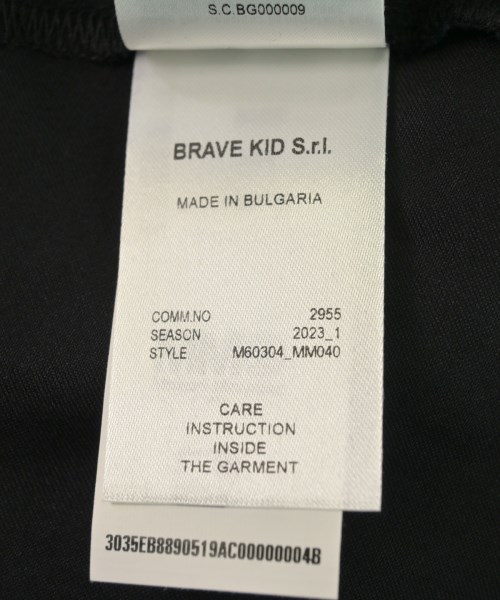 S.C.BG000009
BRAVE KID S.r.l.
MADE IN BULGARIA
COMM.NO 2955
SEASON 2023_1
STYLE M60304_MM040
CARE
INSTRUCTION
INSIDE
THE GARMENT
3035EB8890519AC00000004B